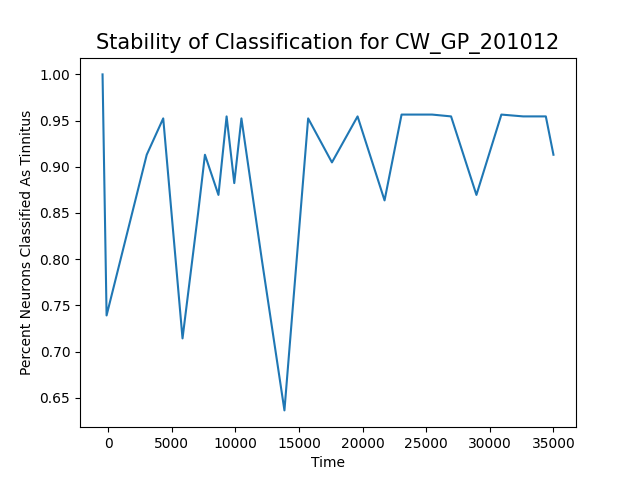 Stability of Classification for CW_GP_201012
Percent Neurons Classified As Tinnitus
1.00
0.95
0.90
0.85
0.80
0.75
0.70
0.65
0 5000 10000 15000 20000 25000 30000 35000
Time